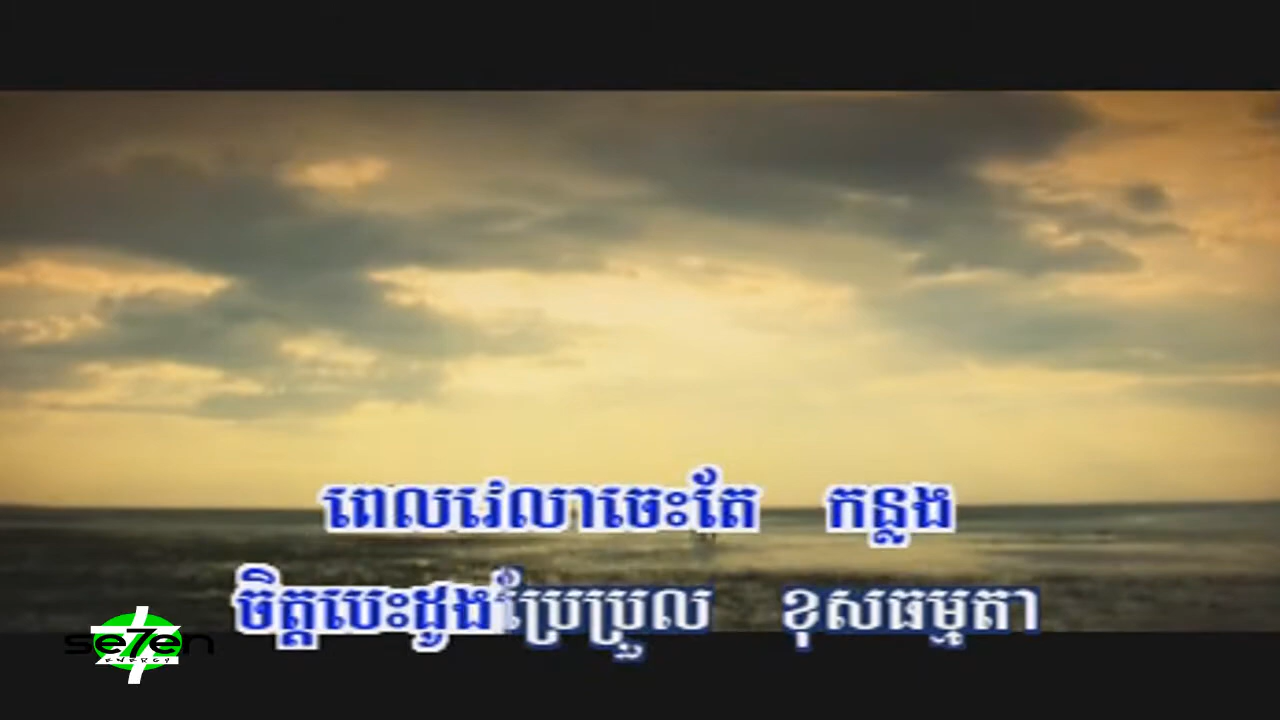 ពេលវេលាចេះតែ កន្លង
ចិត្តបេះដូងប្រែប្រួល ខុសធម្មតា
se7en
ENERGY